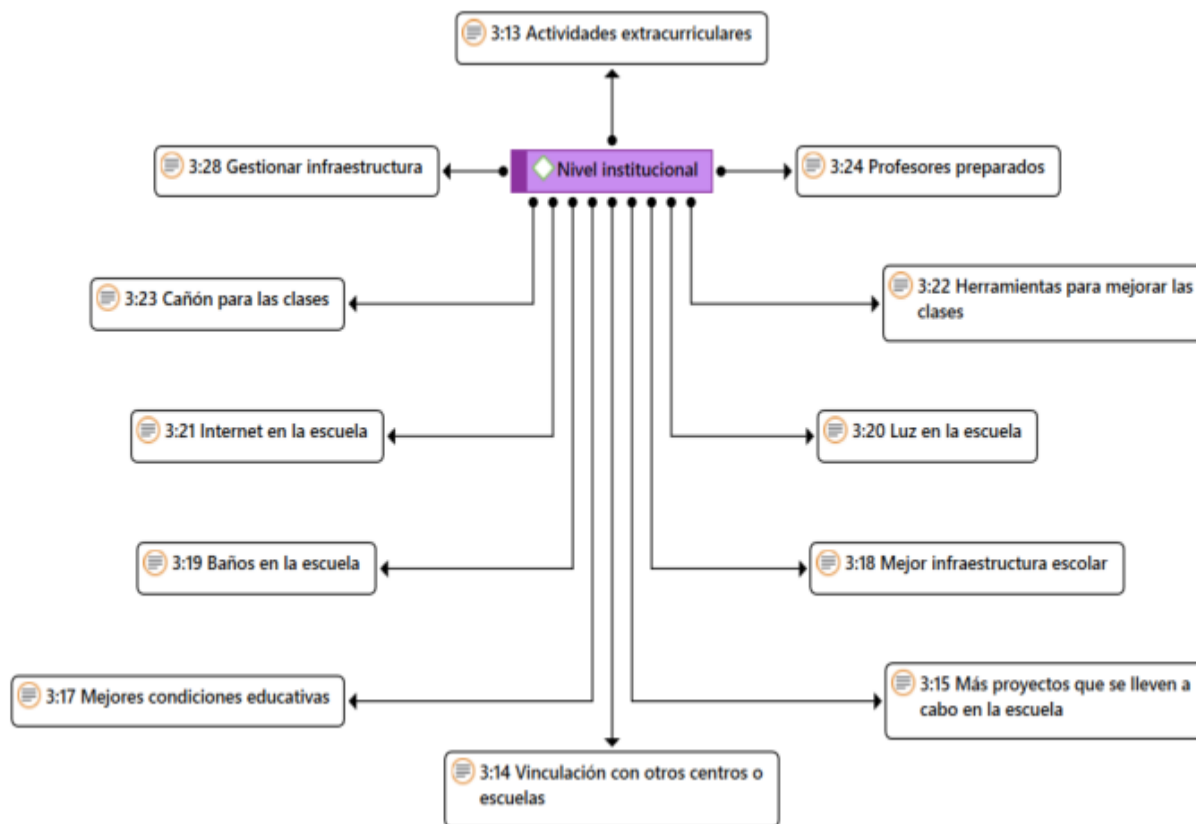 3:13 Actividades extracurriculares
3:28 Gestionar infraestructura
Nivel institucional
3:24 Profesores preparados
3:23 Cañón para las clases
3:22 Herramientas para mejorar las
clases
3:21 Internet en la escuela
3:20 Luz en la escuela
3:19 Baños en la escuela
3:18 Mejor infraestructura escolar
3:17 Mejores condiciones educativas
3:15 Más proyectos que se lleven a
cabo en la escuela
3:14 Vinculación con otros centros o
escuelas